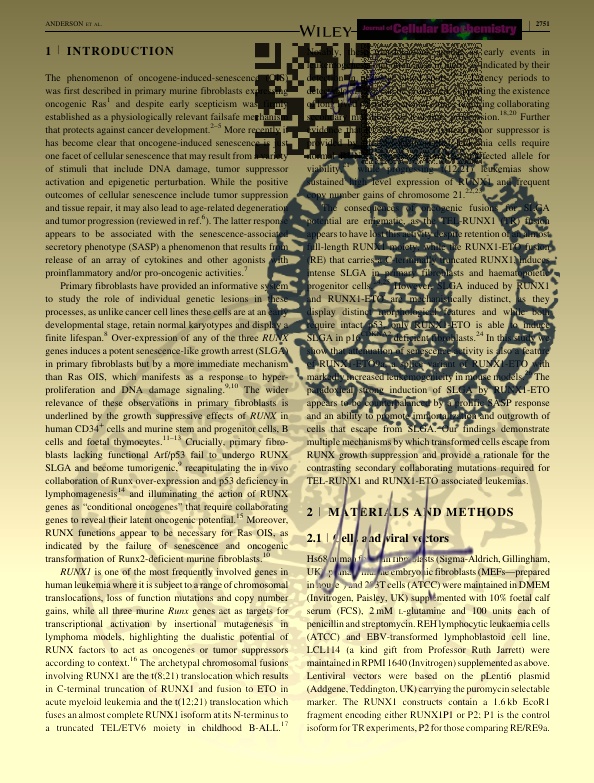 ANDERSON ET AL.
WILEY
Journal of Cellular Biochemistry
2751
1 | INTRODUCTION
The phenomenon of oncogene-induced-senescence (OIS)
was first described in primary murine fibroblasts expressing
oncogenic Ras1 and despite early scepticism was
established as a physiologically relevant failsafe mechanism
that protects against cancer development.2–5 More recently it
has become clear that oncogene-induced senescence is just
one facet of cellular senescence that may result from a variety
of stimuli that include DNA damage, tumor suppressor
activation and epigenetic perturbation. While the positive
outcomes of cellular senescence include tumor suppression
and tissue repair, it may also lead to age-related degeneration
and tumor progression (reviewed in ref.6). The latter response
appears to be associated with the senescence-associated
secretory phenotype (SASP) a phenomenon that results from
release of an array of cytokines and other agonists with
proinflammatory and/or pro-oncogenic activities.7
Primary fibroblasts have provided an informative system
to study the role of individual genetic lesions in these
processes, as unlike cancer cell lines these cells are at an early
developmental stage, retain normal karyotypes and display a
finite lifespan.8 Over-expression of any of the three RUNX
genes induces a potent senescence-like growth arrest (SLGA)
in primary fibroblasts but by a more immediate mechanism
than Ras OIS, which manifests as a response to hyper-
proliferation and DNA damage signaling.9,10 The wider
relevance of these observations in primary fibroblasts is
underlined by the growth suppressive effects of RUNX in
human CD34+ cells and murine stem and progenitor cells, B
cells and foetal thymocytes.11–13 Crucially, primary fibro-
blasts lacking functional Arf/p53 fail to undergo RUNX
SLGA and become tumorigenic,9 recapitulating the in vivo
collaboration of Runx over-expression and p53 deficiency in
lymphomagenesis14 and illuminating the action of RUNX
genes as “conditional oncogenes” that require collaborating
genes to reveal their latent oncogenic potential.15 Moreover,
RUNX functions appear to be necessary for Ras OIS, as
indicated by the failure of senescence and oncogenic
transformation of Runx2-deficient murine fibroblasts.10
RUNX1 is one of the most frequently involved genes in
human leukemia where it is subject to a range of chromosomal
translocations, loss of function mutations and copy number
gains, while all three murine Runx genes act as targets for
transcriptional activation by insertional mutagenesis in
lymphoma models, highlighting the dualistic potential of
RUNX factors to act as oncogenes or tumor suppressors
according to context.16 The archetypal chromosomal fusions
involving RUNX1 are the t(8;21) translocation which results
in C-terminal truncation of RUNX1 and fusion to ETO in
acute myeloid leukemia and the t(12;21) translocation which
fuses an almost complete RUNX1 isoform at its N-terminus to
a truncated TEL/ETV6 moiety in childhood B-ALL.17
early events in
indicated by their
latency periods to
the existence
collaborating
18,20 Further
tumor suppressor is
leukemia cells require
affected allele for
viability leukemias show
sustained high level expression of RUNX1 and frequent
copy number gains of chromosome 21.
The consequences of oncogenic fusion for SLGA
potential are enigmatic, as the TEL-RUNX1 (TR) fusion
appears to have lost this activity despite retention of an almost
full-length RUNX1 moiety, while the RUNX1-ETO fusion
(RE) that carries a C-terminally truncated RUNX1 induces
intense SLGA in primary fibroblasts and haematopoietic
progenitor cells. However, SLGA induced by RUNX1
and RUNX1-ETO are mechanistically distinct, as they
display distinct morphological features and while both
require intact p53, only RUNX1-ETO is able to induce
SLGA in p16 deficient fibroblasts.24 In this study we
show that attenuation of senescence activity is also a feature
of RUNX1-ETO9a, a splice variant of RUNX1-ETO with
markedly increased leukemogenicity in mouse models.
paradoxical strong induction of SLGA by RUNX1-ETO
appears to be counterbalanced by a prolific SASP response
and an ability to promote immortalization and outgrowth of
cells that escape from SLGA. Our findings demonstrate
multiple mechanisms by which transformed cells escape from
RUNX growth suppression and provide a rationale for the
contrasting secondary collaborating mutations required for
TEL-RUNX1 and RUNX1-ETO associated leukemias.
2 | MATERIALS AND METHODS
2.1 | Cells and viral vectors
Hs68 human fibroblasts (Sigma-Aldrich, Gillingham,
UK), embryonic fibroblasts (MEFs—prepared
in house) and 293T cells (ATCC) were maintained in DMEM
(Invitrogen, Paisley, UK) supplemented with 10% foetal calf
serum (FCS), 2 mM L-glutamine and 100 units each of
penicillin and streptomycin. REH lymphocytic leukaemia cells
(ATCC) and EBV-transformed lymphoblastoid cell line,
LCL114 (a kind gift from Professor Ruth Jarrett) were
maintained in RPMI 1640 (Invitrogen) supplemented as above.
Lentiviral vectors were based on the pLenti6 plasmid
(Addgene, Teddington, UK) carrying the puromycin selectable
marker. The RUNX1 constructs contain a 1.6 kb EcoR1
fragment encoding either RUNX1P1 or P2; P1 is the control
isoform for TR experiments, P2 for those comparing RE/RE9a.